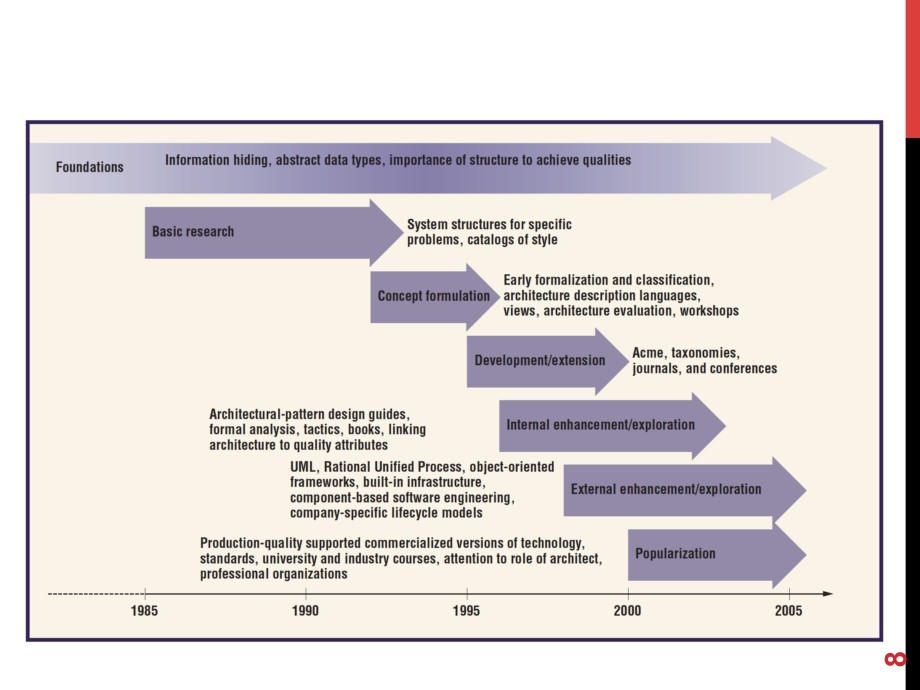 Foundations
Information hiding, abstract data types, importance of structure to achieve qualities
Basic research
System structures for specific
problems, catalogs of style
Concept formulation
Early formalization and classification,
architecture description languages,
views, architecture evaluation, workshops
Development/extension
Acme, taxonomies,
journals, and conferences
Architectural-pattern design guides,
formal analysis, tactics, books, linking
architecture to quality attributes
Internal enhancement/exploration
UML, Rational Unified Process, object-oriented
frameworks, built-in infrastructure,
component-based software engineering,
company-specific lifecycle models
External enhancement/exploration
Production-quality supported commercialized versions of technology,
standards, university and industry courses, attention to role of architect,
professional organizations
Popularization
1985 1990 1995 2000 2005
8